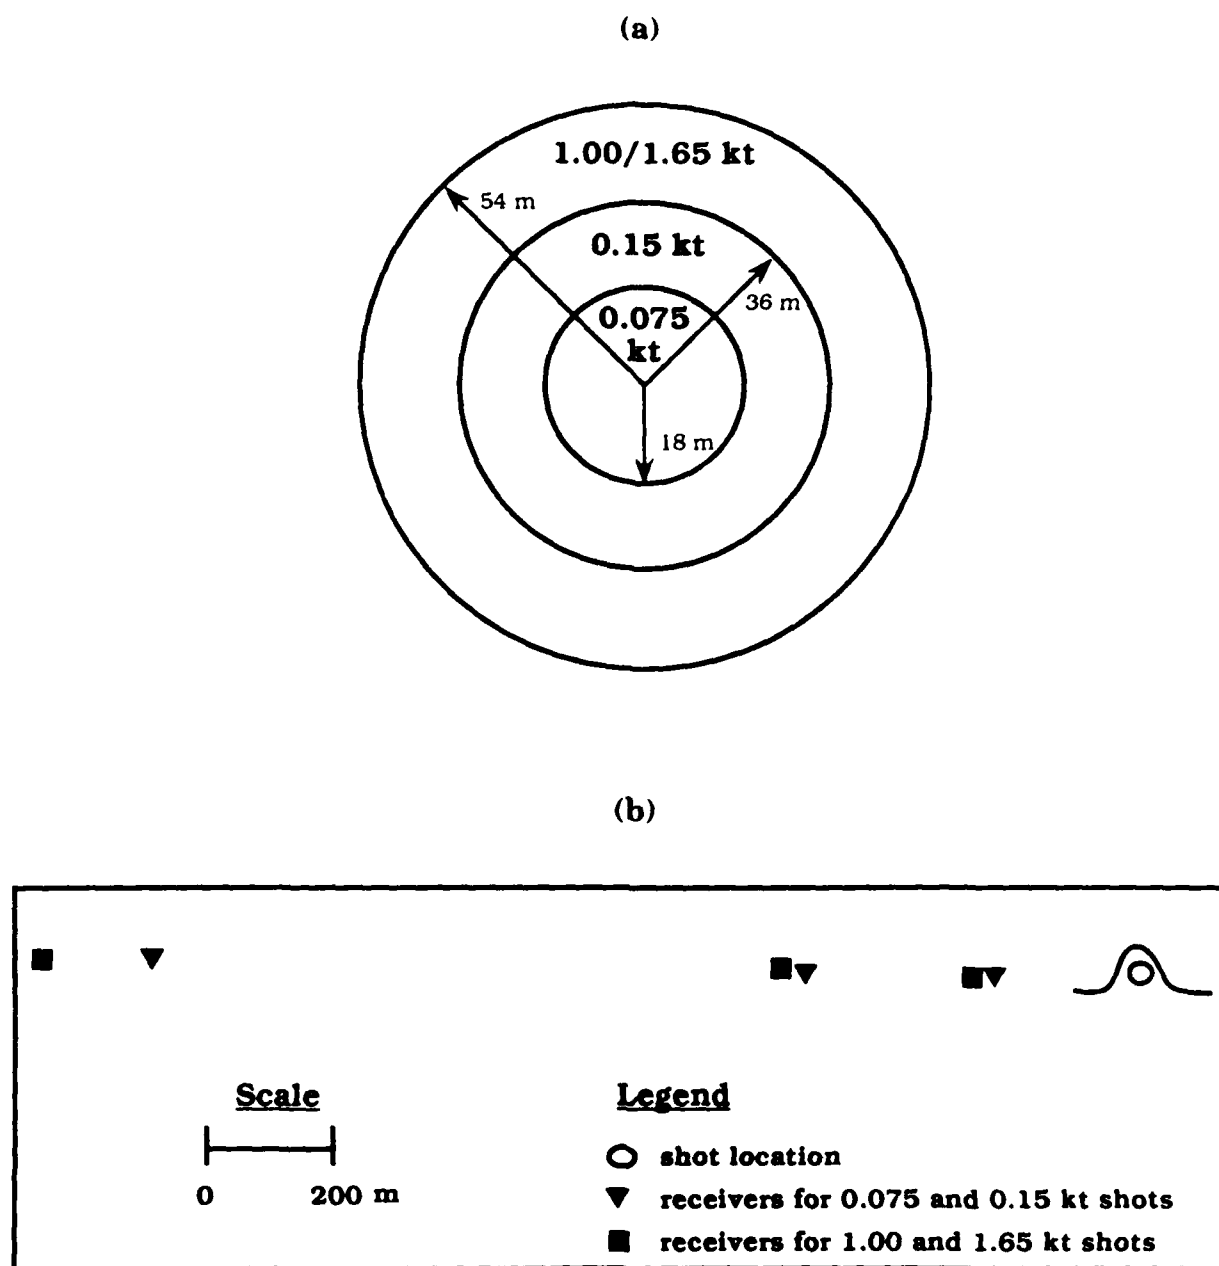 (a)
1.00/1.65 kt
54 m
0.15 kt
36 m
0.075
kt
18 m
(b)
Scale
0 200 m
Legend
shot location
receivers for 0.075 and 0.15 kt shots
receivers for 1.00 and 1.65 kt shots